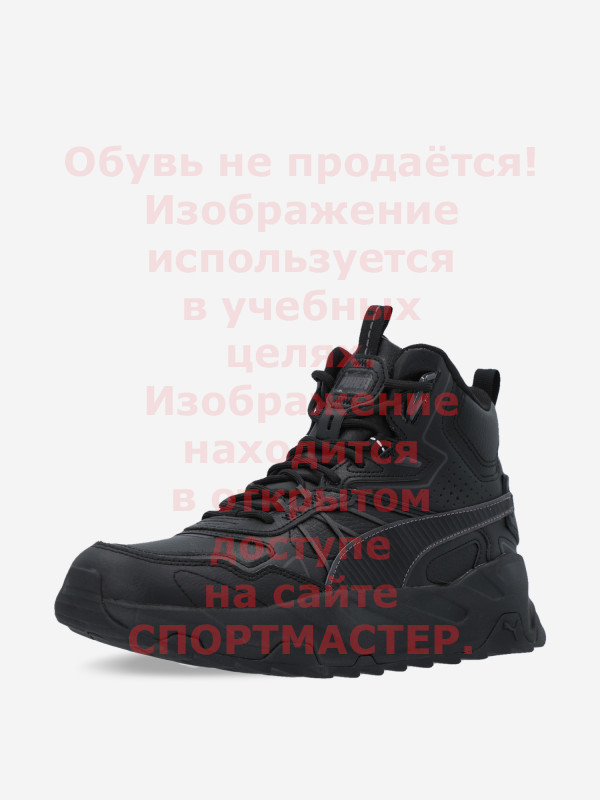 Обувь не продаётся!
Изображение
используется
в учебных
целях.
Изображение
находится
в открытом
доступе
на сайте
СПОРТМАСТЕР.